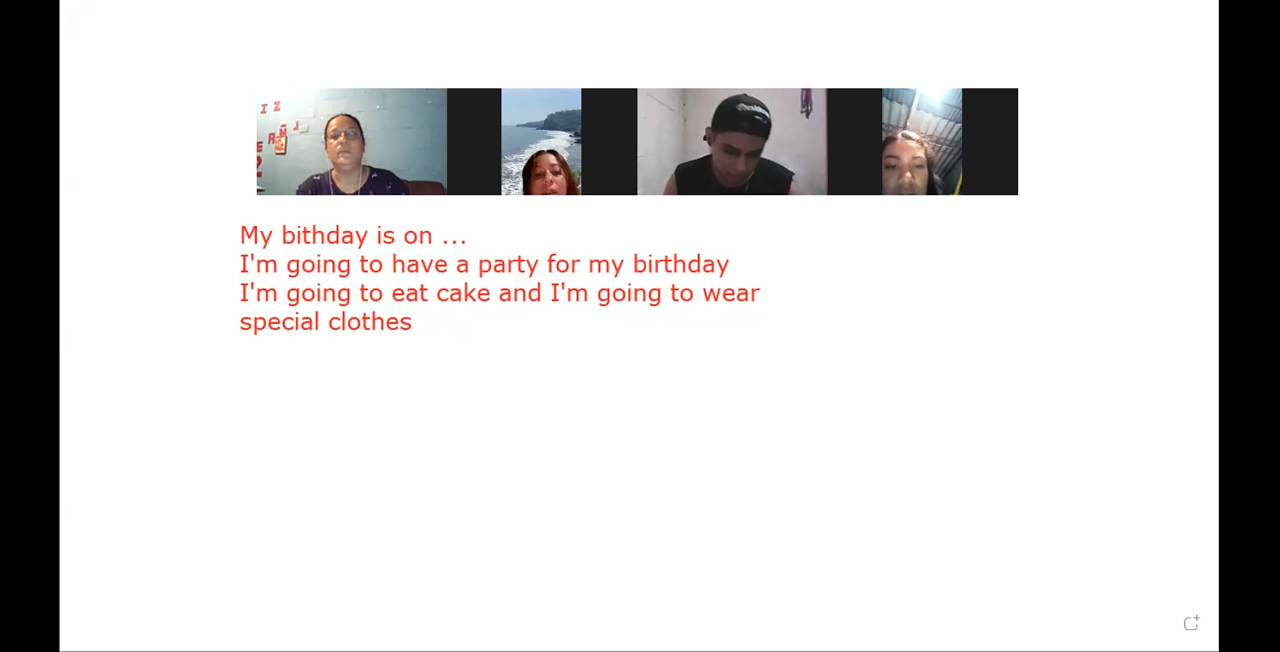 My bithday is on ...
I'm going to have a party for my birthday
I'm going to eat cake and I'm going to wear
special clothes